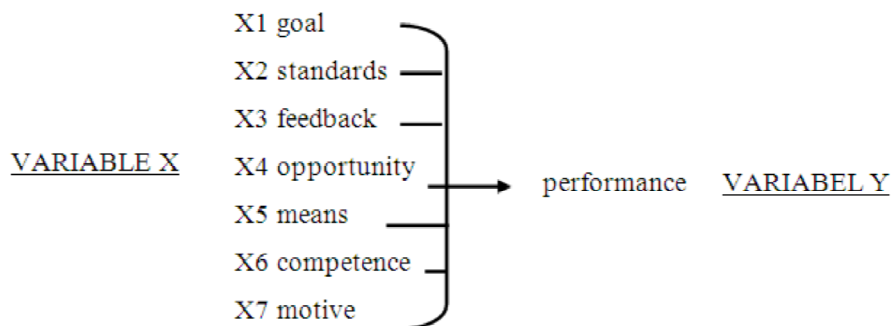 X1 goal
X2 standards
X3 feedback
VARIABLE X
X4 opportunity
performance
VARIABEL Y
X5 means
X6 competence
X7 motive